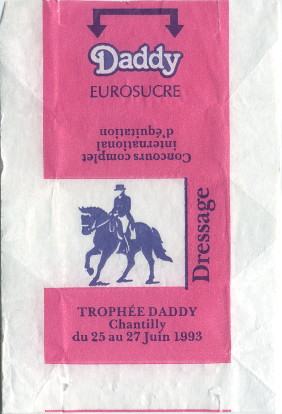 Daddy
EUROSUCRE
Concours complet
international
d'équitation
Dressage
TROPHÉE DADDY
Chantilly
du 25 au 27 Juin 1993